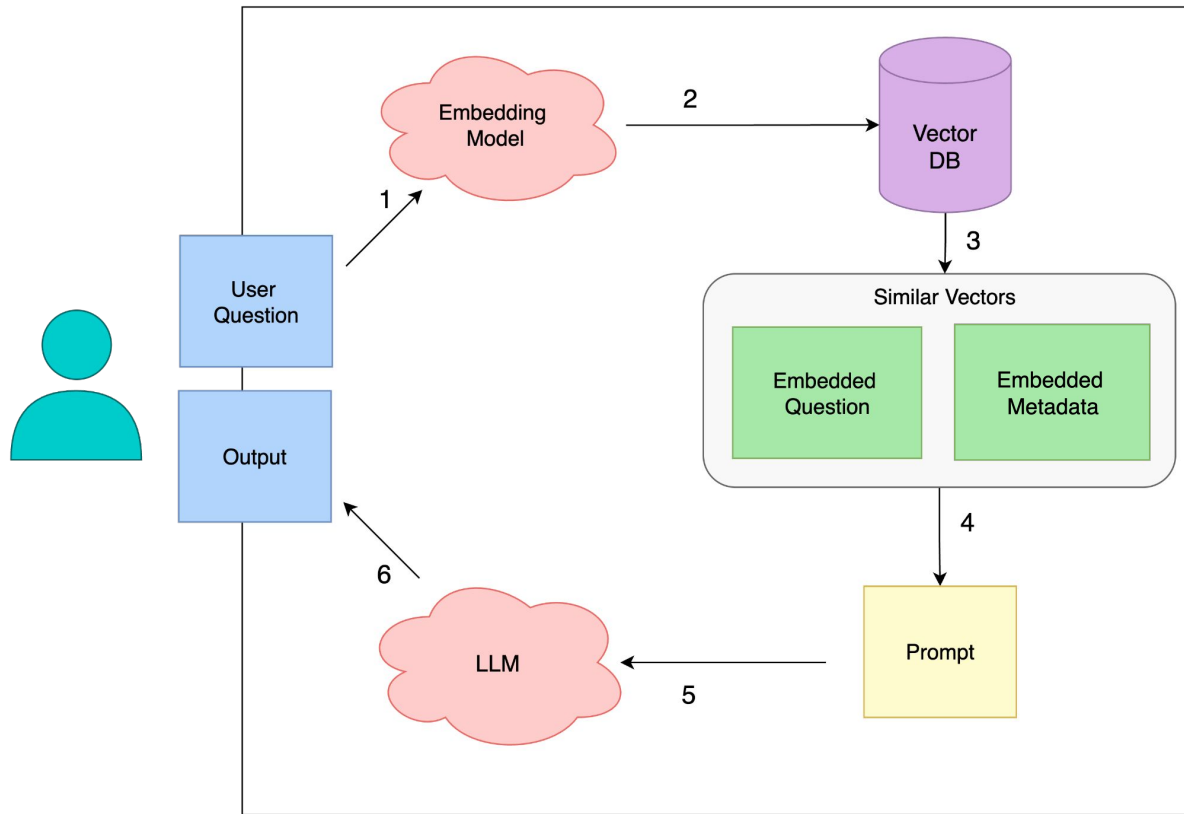 Embedding
Model
2
Vector
DB
1
3
User
Question
Similar Vectors
Embedded
Question
Embedded
Metadata
Output
4
6
LLM
Prompt
5